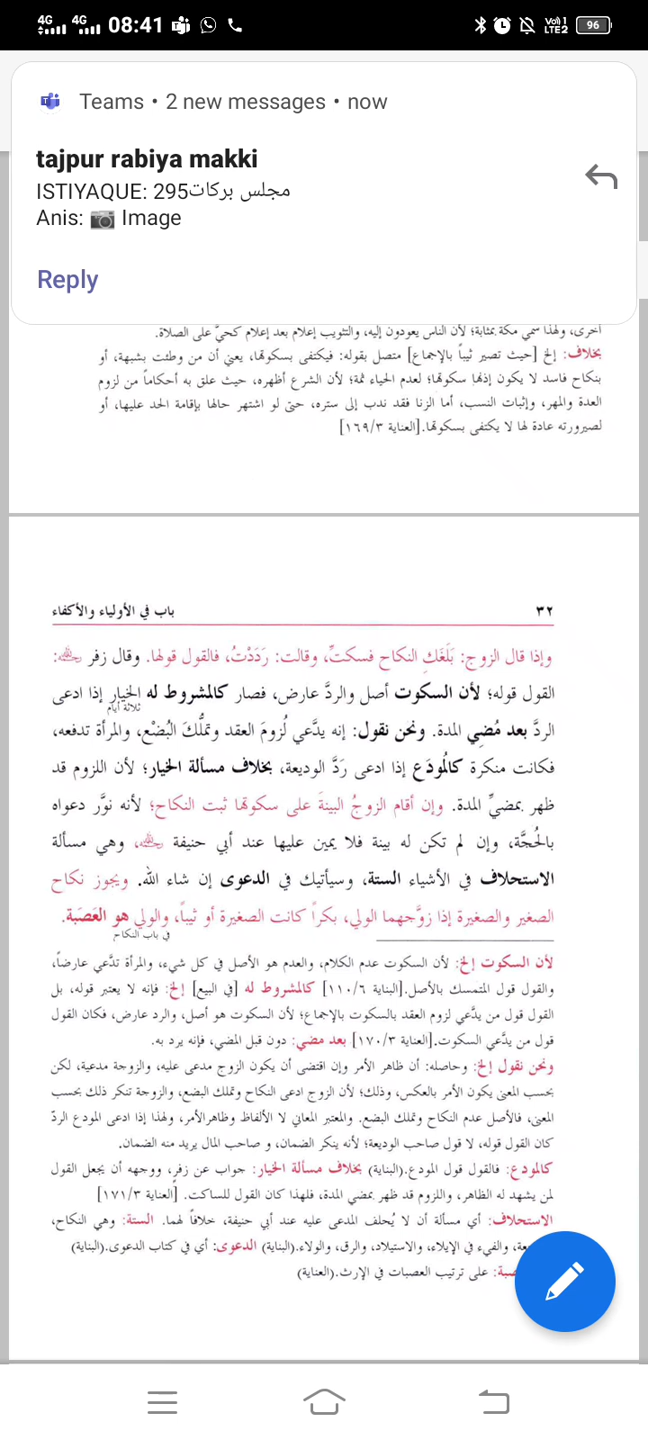 4G 4G 08:41 Vo)) 1 LTE2 96
Teams • 2 new messages • now
tajpur rabiya makki
ISTIYAQUE: 295مجلس بركات
Anis: 📷 Image
Reply
أخرى، ولهذا سمي مكة بمثابة؛ لأن الناس يعودون إليه، والتثويب إعلام بعد إعلام كحيَّ على الصلاة.
بخلاف: إلخ [حيث تصير ثيباً بالإجماع] متصل بقوله: فيكتفى بسكوتها، يعني أن من وطئت بشبهة، أو
بنكاح فاسد لا يكون إذنها سكوتها؛ لعدم الحياء ثمة؛ لأن الشرع أظهره، حيث علق به أحكاماً من لزوم
العدة والمهر، وإثبات النسب، أما الزنا فقد ندب إلى ستره، حتى لو اشتهر حالها بإقامة الحد عليها، أو
لصيرورته عادة لها لا يكتفى بسكوتها.[العناية ١٦٩/٣]
٣٢ باب في الأولياء والأكفاء
وإذا قال الزوج: بَلَغَكِ النكاح فسكتِّ، وقالت: رَدَدْتُ، فالقول قولها. وقال زفر رحمه الله:
القول قوله؛ لأن السكوت أصل والردَّ عارض، فصار كالمشروط له الخيار إذا ادعى
ثلاثة أيام
الردَّ بعد مُضِي المدة. ونحن نقول: إنه يدَّعي لُزومَ العقد وتملُّكَ البُضْع، والمرأة تدفعه،
فكانت منكرة كالمُودَع إذا ادعى رَدَّ الوديعة، بخلاف مسألة الخيار؛ لأن اللزوم قد
ظهر بمضيِّ المدة. وإن أقام الزوجُ البينةَ على سكوتها ثبت النكاح؛ لأنه نوَّر دعواه
بالحُجَّة، وإن لم تكن له بينة فلا يمين عليها عند أبي حنيفة رحمه الله، وهي مسألة
الاستحلاف في الأشياء الستة، وسيأتيك في الدعوى إن شاء الله. ويجوز نكاح
الصغير والصغيرة إذا زوَّجهما الولي، بكراً كانت الصغيرة أو ثيباً، والولي هو العَصَبة.
في باب النكاح
لأن السكوت إلخ: لأن السكوت عدم الكلام، والعدم هو الأصل في كل شيء، والمرأة تدَّعي عارضاً،
والقول قول المتمسك بالأصل.[البناية ١١٠/٦] كالمشروط له [في البيع] إلخ: فإنه لا يعتبر قوله، بل
القول قول من يدَّعي لزوم العقد بالسكوت بالإجماع؛ لأن السكوت هو أصل، والرد عارض، فكان القول
قول من يدَّعي السكوت.[العناية ١٧٠/٣] بعد مضي: دون قبل المضي، فإنه يرد به.
ونحن نقول إلخ: وحاصله: أن ظاهر الأمر وإن اقتضى أن يكون الزوج مدعى عليه، والزوجة مدعية، لكن
بحسب المعنى يكون الأمر بالعكس، وذلك؛ لأن الزوج ادعى النكاح وتملك البضع، والزوجة تنكر ذلك بحسب
المعنى، فالأصل عدم النكاح وتملك البضع. والمعتبر المعاني لا الألفاظ وظاهرالأمر، ولهذا إذا ادعى المودع الردّ
كان القول قوله، لا قول صاحب الوديعة؛ لأنه ينكر الضمان، و صاحب المال يريد منه الضمان.
كالمودع: فالقول قول المودع.(البناية) بخلاف مسألة الخيار: جواب عن زفر، ووجهه أن يجعل القول
لمن يشهد له الظاهر، واللزوم قد ظهر بمضي المدة، فلهذا كان القول للساكت. [العناية ١٧١/٣]
الاستحلاف: أي مسألة أن لا يُحلف المدعى عليه عند أبي حنيفة، خلافاً لهما. الستة: وهي النكاح،
والفيء في الإيلاء، والاستيلاد، والرق، والولاء.(البناية) الدعوى: أي في كتاب الدعوى.(البناية)
على ترتيب العصبات في الإرث.(العناية)